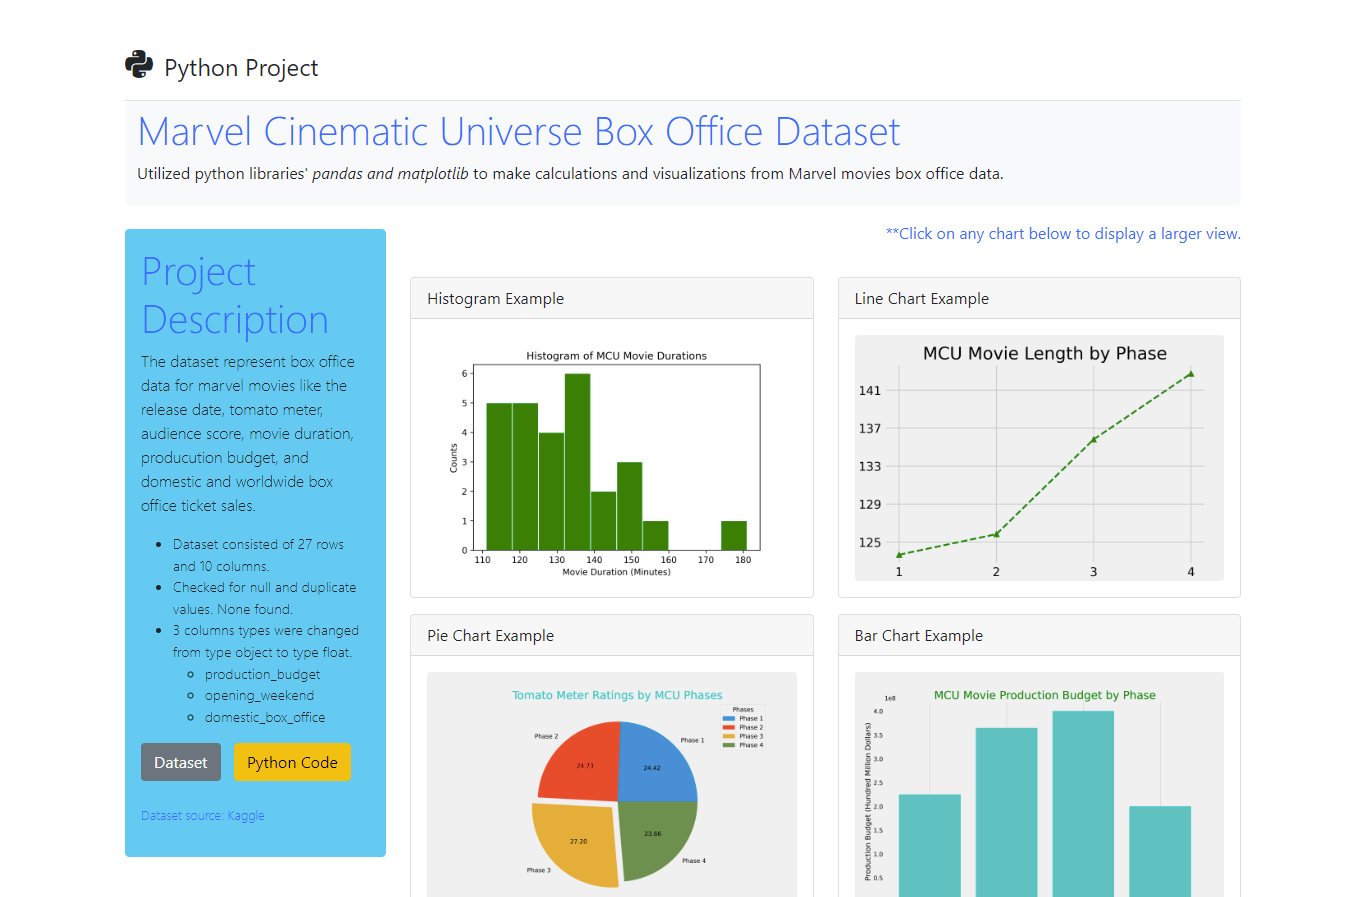 Python Project
Marvel Cinematic Universe Box Office Dataset
Utilized python libraries' pandas and matplotlib to make calculations and visualizations from Marvel movies box office data.
Project
Description
The dataset represent box office
data for marvel movies like the
release date, tomato meter,
audience score, movie duration,
producution budget, and
domestic and worldwide box
office ticket sales.
Dataset consisted of 27 rows
and 10 columns.
Checked for null and duplicate
values. None found.
3 columns types were changed
from type object to type float.
production_budget
opening_weekend
domestic_box_office
Dataset
Python Code
Dataset source: Kaggle
**Click on any chart below to display a larger view.
Histogram Example
Histogram of MCU Movie Durations
Counts
6
5
4
3
2
1
0
110 120 130 140 150 160 170 180
Movie Duration (Minutes)
Line Chart Example
MCU Movie Length by Phase
141
137
133
129
125
1 2 3 4
Pie Chart Example
Tomato Meter Ratings by MCU Phases
Phases
Phase 1
Phase 2
Phase 3
Phase 4
Phase 2
Phase 1
24.73
24.42
27.20
23.66
Phase 3
Phase 4
Bar Chart Example
1e8
MCU Movie Production Budget by Phase
Production Budget (Hundred Million Dollars)
4.0
3.5
3.0
2.5
2.0
1.5
1.0
0.5